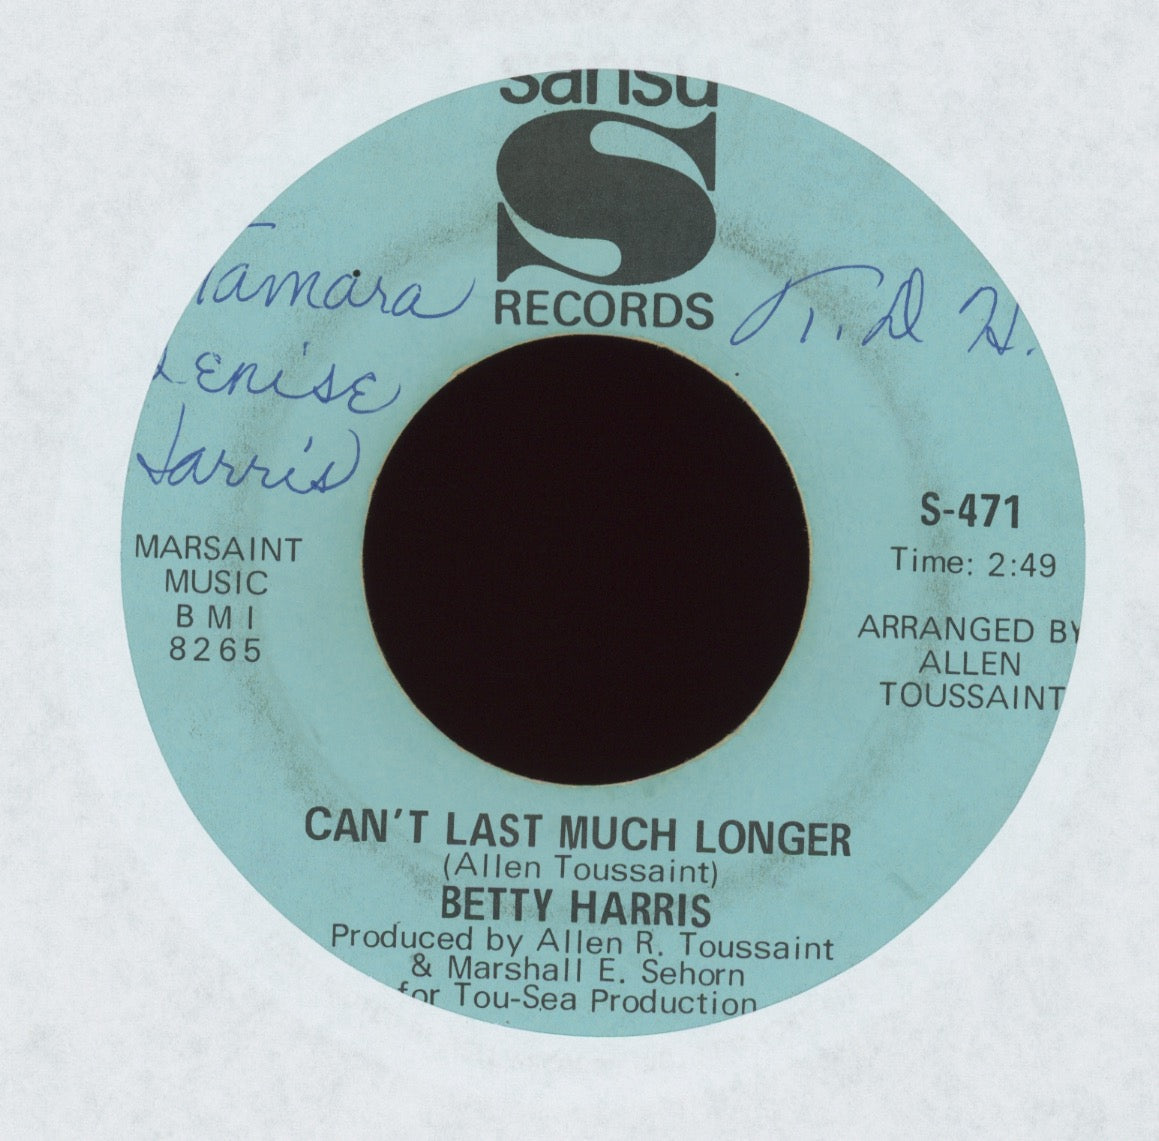 sansu
S
RECORDS
Tamara
Denise
Harris
T. D H.
MARSAINT
MUSIC
B M I
8265
S-471
Time: 2:49
ARRANGED BY
ALLEN
TOUSSAINT
CAN'T LAST MUCH LONGER
(Allen Toussaint)
BETTY HARRIS
Produced by Allen R. Toussaint
& Marshall E. Sehorn
for Tou-Sea Production